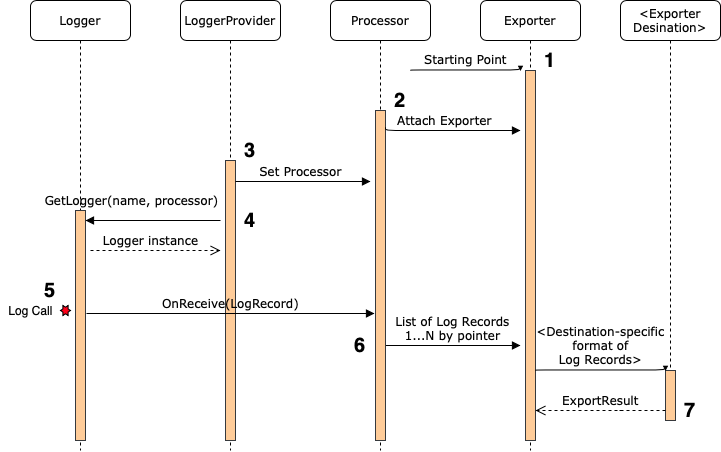 Logger
LoggerProvider
Processor
Exporter
<Exporter
Desination>
Starting Point
1
2
Attach Exporter
3
Set Processor
GetLogger(name, processor)
4
Logger instance
5
Log Call
OnReceive(LogRecord)
List of Log Records
1...N by pointer
6
<Destination-specific
format of
Log Records>
ExportResult
7